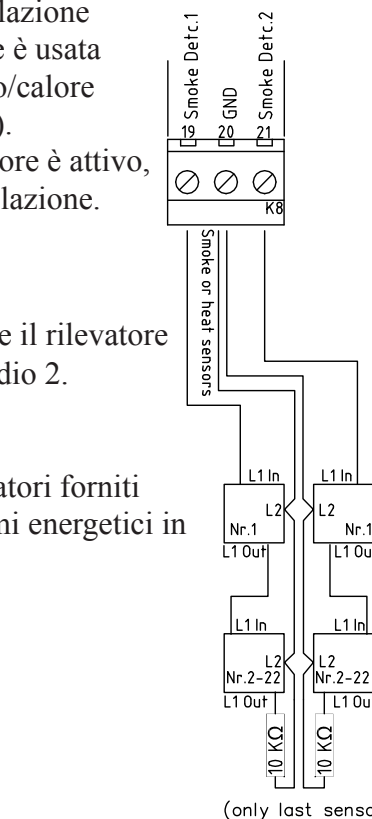 lazione
e è usata
o/calore
).
ore è attivo,
lazione.
e il rilevatore
dio 2.
atori forniti
mi energetici in
Smoke Detc.1
GND
Smoke Detc.2
19 20 21
K8
Smoke or heat sensors
L1 In L1 In
L2 L2
Nr.1 Nr.1
L1 Out L1 Ou
L1 In L1 In
L2 L2
Nr.2-22 Nr.2-22
L1 Out L1 Ou
10 KΩ 10 KΩ
(only last senso